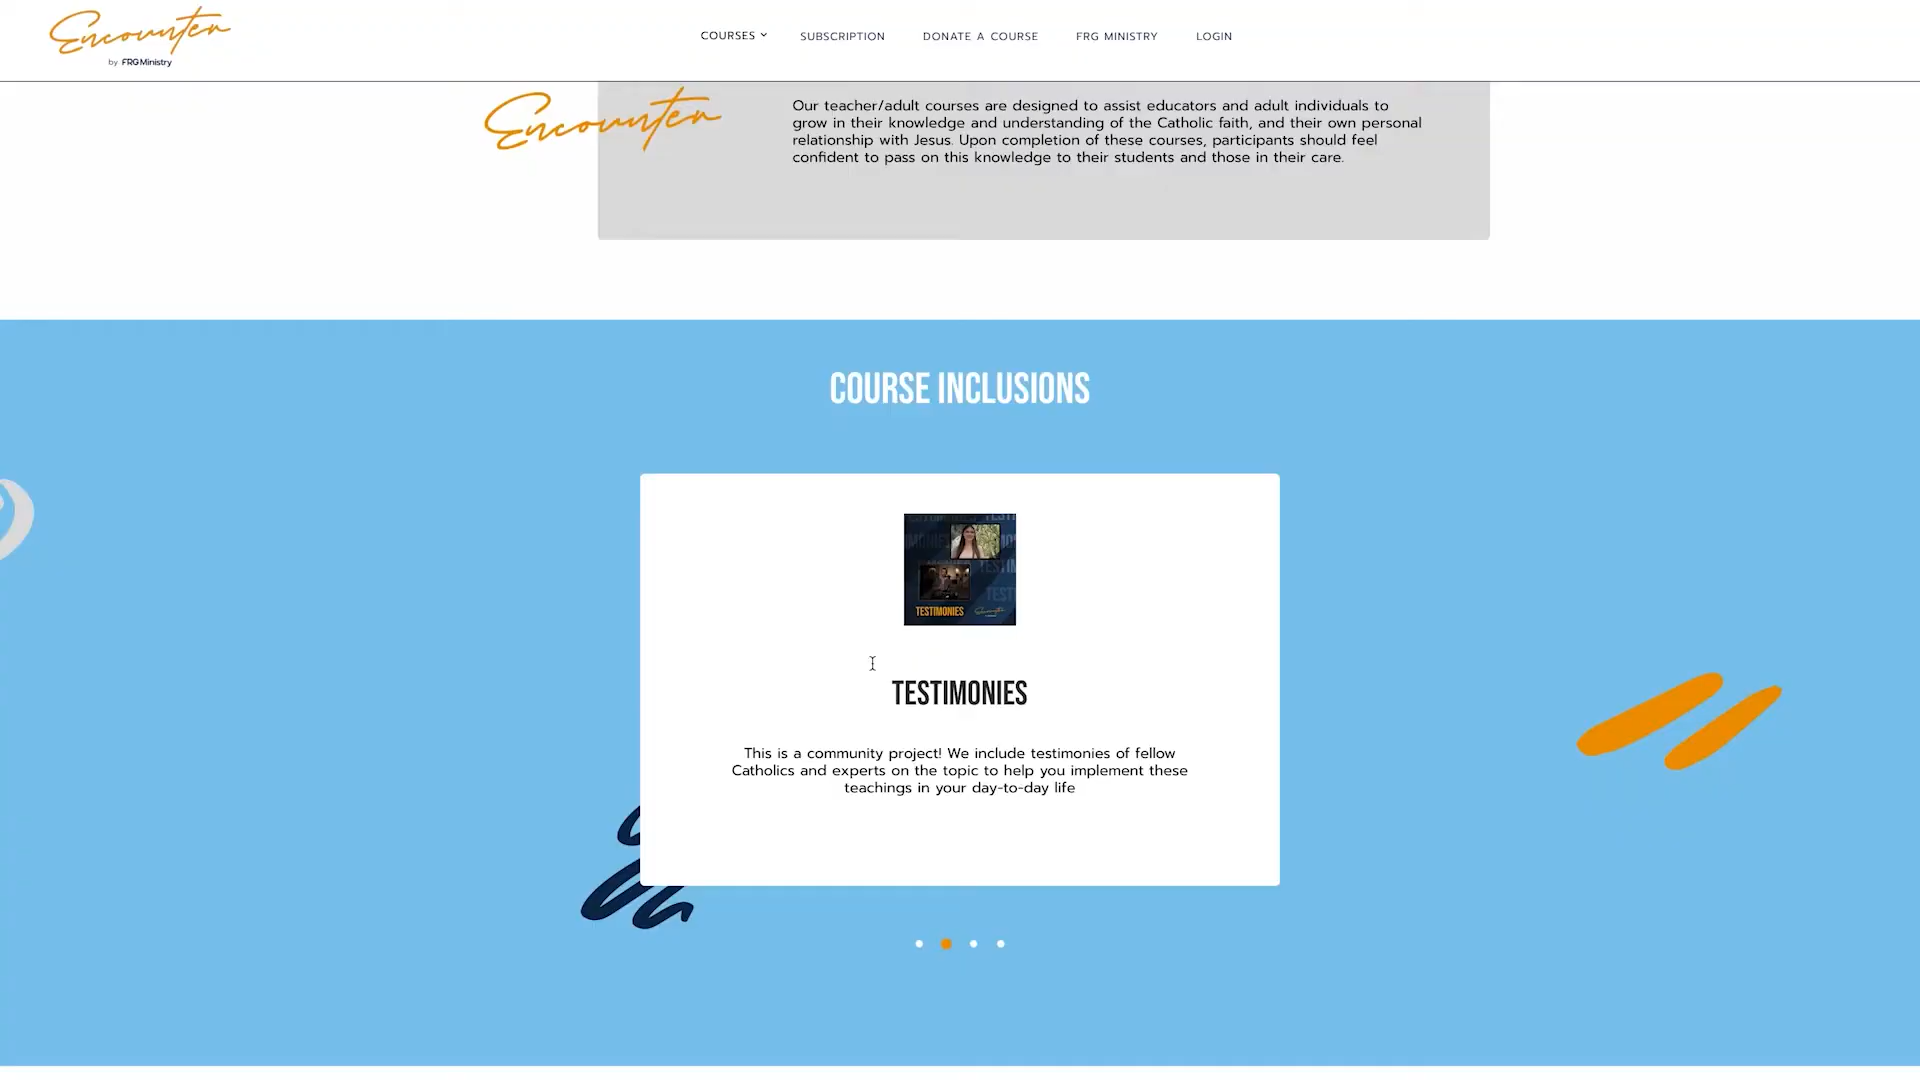 Encounter
by FRG Ministry
COURSES
SUBSCRIPTION
DONATE A COURSE
FRG MINISTRY
LOGIN
Encounter
Our teacher/adult courses are designed to assist educators and adult individuals to
grow in their knowledge and understanding of the Catholic faith, and their own personal
relationship with Jesus. Upon completion of these courses, participants should feel
confident to pass on this knowledge to their students and those in their care.
COURSE INCLUSIONS
TESTIMONIES
Encounter
TESTIMONIES
This is a community project! We include testimonies of fellow
Catholics and experts on the topic to help you implement these
teachings in your day-to-day life